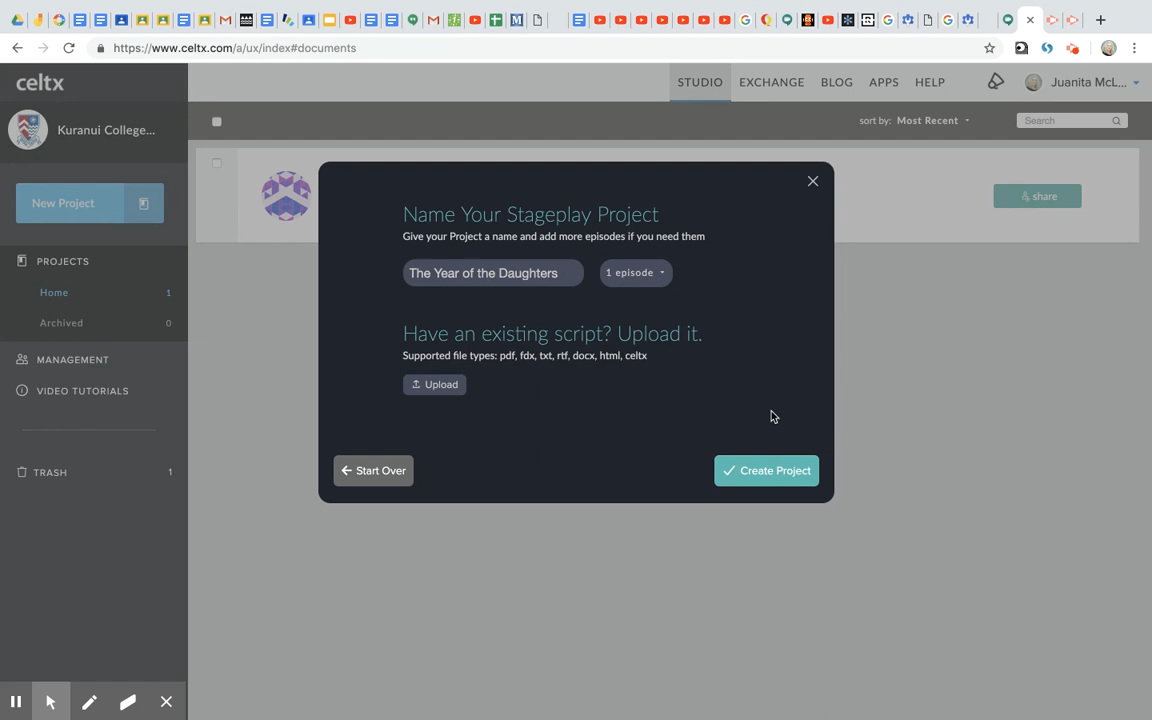 https://www.celtx.com/a/ux/index#documents
celtx
STUDIO EXCHANGE BLOG APPS HELP Juanita McL...
Kuranui College...
sort by: Most Recent
Search
New Project
share
PROJECTS
Home 1
Archived 0
MANAGEMENT
VIDEO TUTORIALS
TRASH 1
Name Your Stageplay Project
Give your Project a name and add more episodes if you need them
The Year of the Daughters 1 episode
Have an existing script? Upload it.
Supported file types: pdf, fdx, txt, rtf, docx, html, celtx
Upload
Start Over Create Project